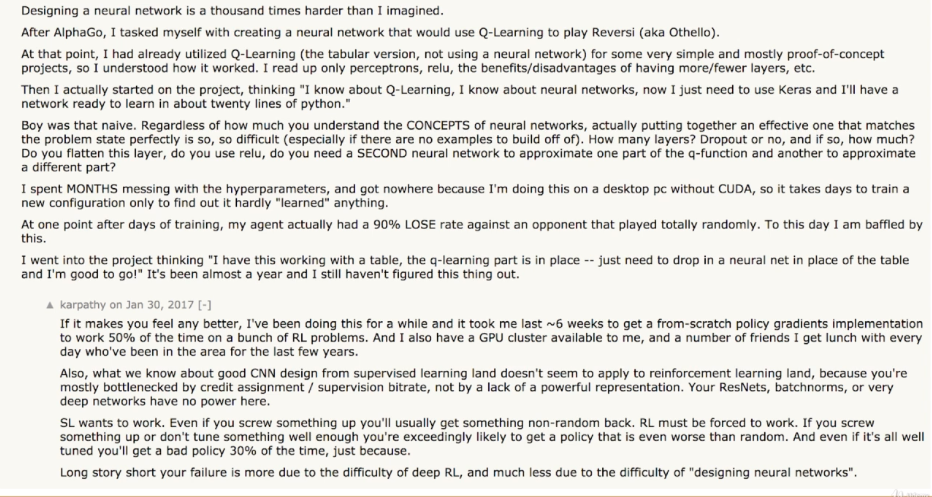 Designing a neural network is a thousand times harder than I imagined.
After AlphaGo, I tasked myself with creating a neural network that would use Q-Learning to play Reversi (aka Othello).
At that point, I had already utilized Q-Learning (the tabular version, not using a neural network) for some very simple and mostly proof-of-concept
projects, so I understood how it worked. I read up only perceptrons, relu, the benefits/disadvantages of having more/fewer layers, etc.
Then I actually started on the project, thinking "I know about Q-Learning, I know about neural networks, now I just need to use Keras and I'll have a
network ready to learn in about twenty lines of python."
Boy was that naive. Regardless of how much you understand the CONCEPTS of neural networks, actually putting together an effective one that matches
the problem state perfectly is so, so difficult (especially if there are no examples to build off of). How many layers? Dropout or no, and if so, how much?
Do you flatten this layer, do you use relu, do you need a SECOND neural network to approximate one part of the q-function and another to approximate
a different part?
I spent MONTHS messing with the hyperparameters, and got nowhere because I'm doing this on a desktop pc without CUDA, so it takes days to train a
new configuration only to find out it hardly "learned" anything.
At one point after days of training, my agent actually had a 90% LOSE rate against an opponent that played totally randomly. To this day I am baffled by
this.
I went into the project thinking "I have this working with a table, the q-learning part is in place -- just need to drop in a neural net in place of the table
and I'm good to go!" It's been almost a year and I still haven't figured this thing out.
▲ karpathy on Jan 30, 2017 [-]
If it makes you feel any better, I've been doing this for a while and it took me last ~6 weeks to get a from-scratch policy gradients implementation
to work 50% of the time on a bunch of RL problems. And I also have a GPU cluster available to me, and a number of friends I get lunch with every
day who've been in the area for the last few years.
Also, what we know about good CNN design from supervised learning land doesn't seem to apply to reinforcement learning land, because you're
mostly bottlenecked by credit assignment / supervision bitrate, not by a lack of a powerful representation. Your ResNets, batchnorms, or very
deep networks have no power here.
SL wants to work. Even if you screw something up you'll usually get something non-random back. RL must be forced to work. If you screw
something up or don't tune something well enough you're exceedingly likely to get a policy that is even worse than random. And even if it's all well
tuned you'll get a bad policy 30% of the time, just because.
Long story short your failure is more due to the difficulty of deep RL, and much less due to the difficulty of "designing neural networks".